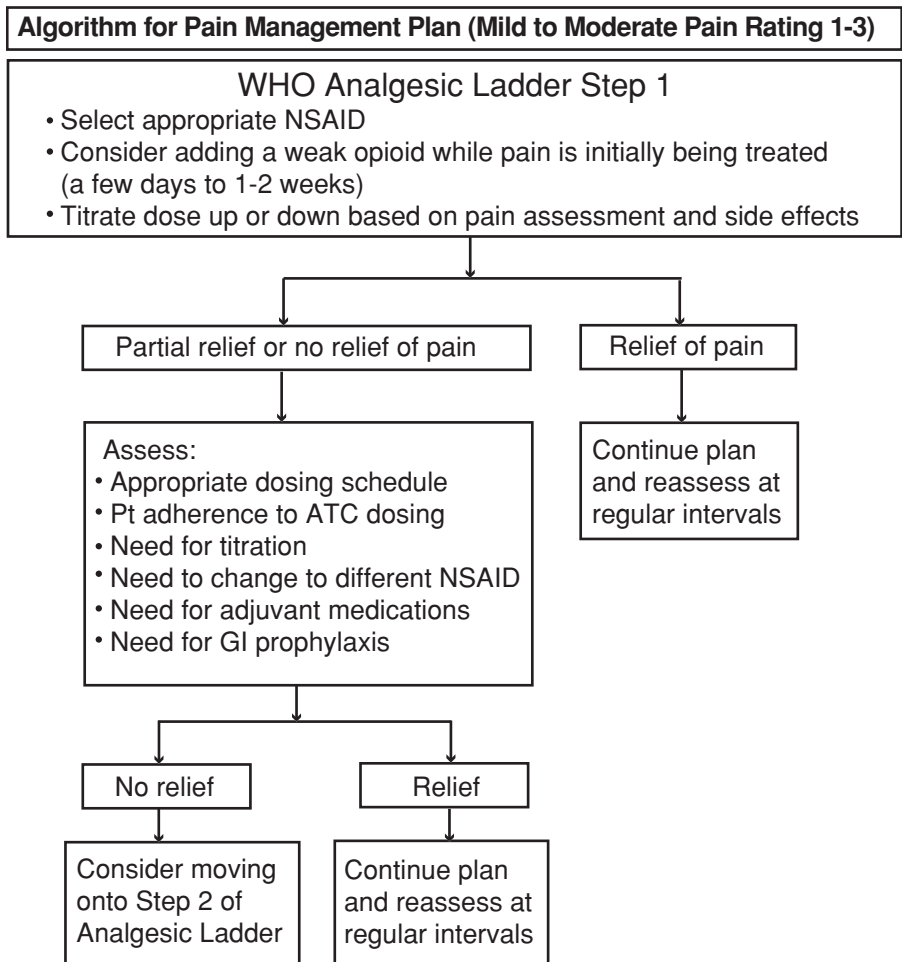 Algorithm for Pain Management Plan (Mild to Moderate Pain Rating 1-3)
WHO Analgesic Ladder Step 1
• Select appropriate NSAID
• Consider adding a weak opioid while pain is initially being treated
(a few days to 1-2 weeks)
• Titrate dose up or down based on pain assessment and side effects
Partial relief or no relief of pain
Relief of pain
Assess:
• Appropriate dosing schedule
• Pt adherence to ATC dosing
• Need for titration
• Need to change to different NSAID
• Need for adjuvant medications
• Need for GI prophylaxis
Continue plan
and reassess at
regular intervals
No relief
Relief
Consider moving
onto Step 2 of
Analgesic Ladder
Continue plan
and reassess at
regular intervals